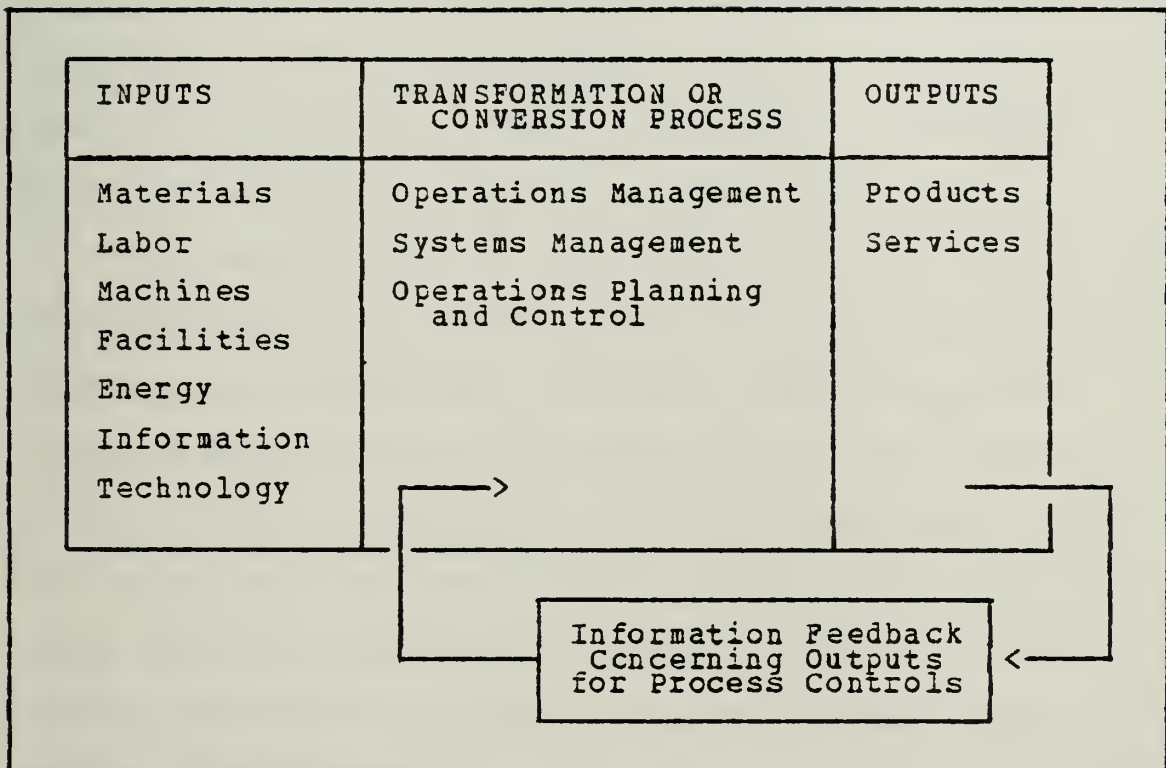 INPUTS
TRANSFORMATION OR
CONVERSION PROCESS
OUTPUTS
Materials
Labor
Machines
Facilities
Energy
Information
Technology
Operations Management
Systems Management
Operations Planning
and Control
Products
Services
Information Feedback
Concerning Outputs
for Process Controls